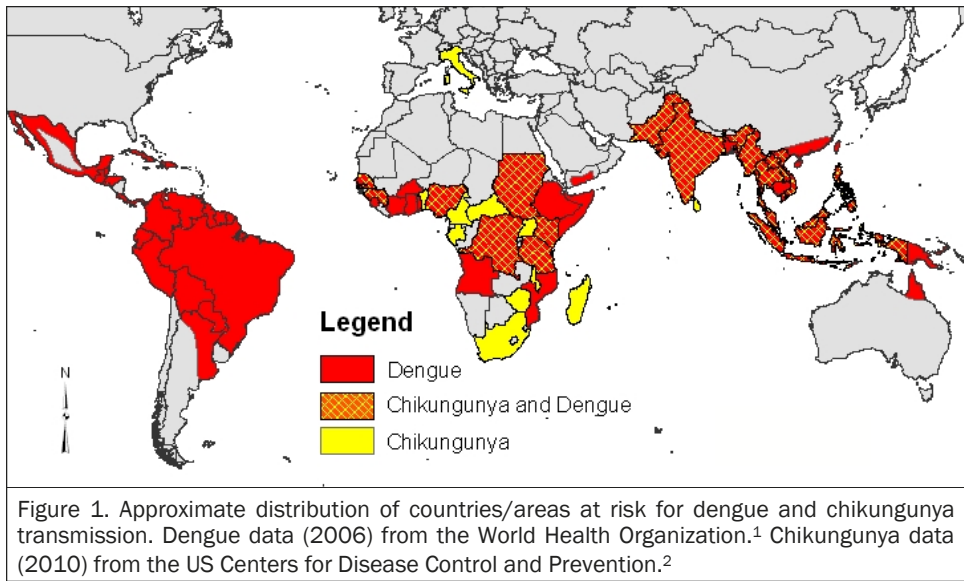 N
Legend
Dengue
Chikungunya and Dengue
Chikungunya
Figure 1. Approximate distribution of countries/areas at risk for dengue and chikungunya
transmission. Dengue data (2006) from the World Health Organization.¹ Chikungunya data
(2010) from the US Centers for Disease Control and Prevention.²